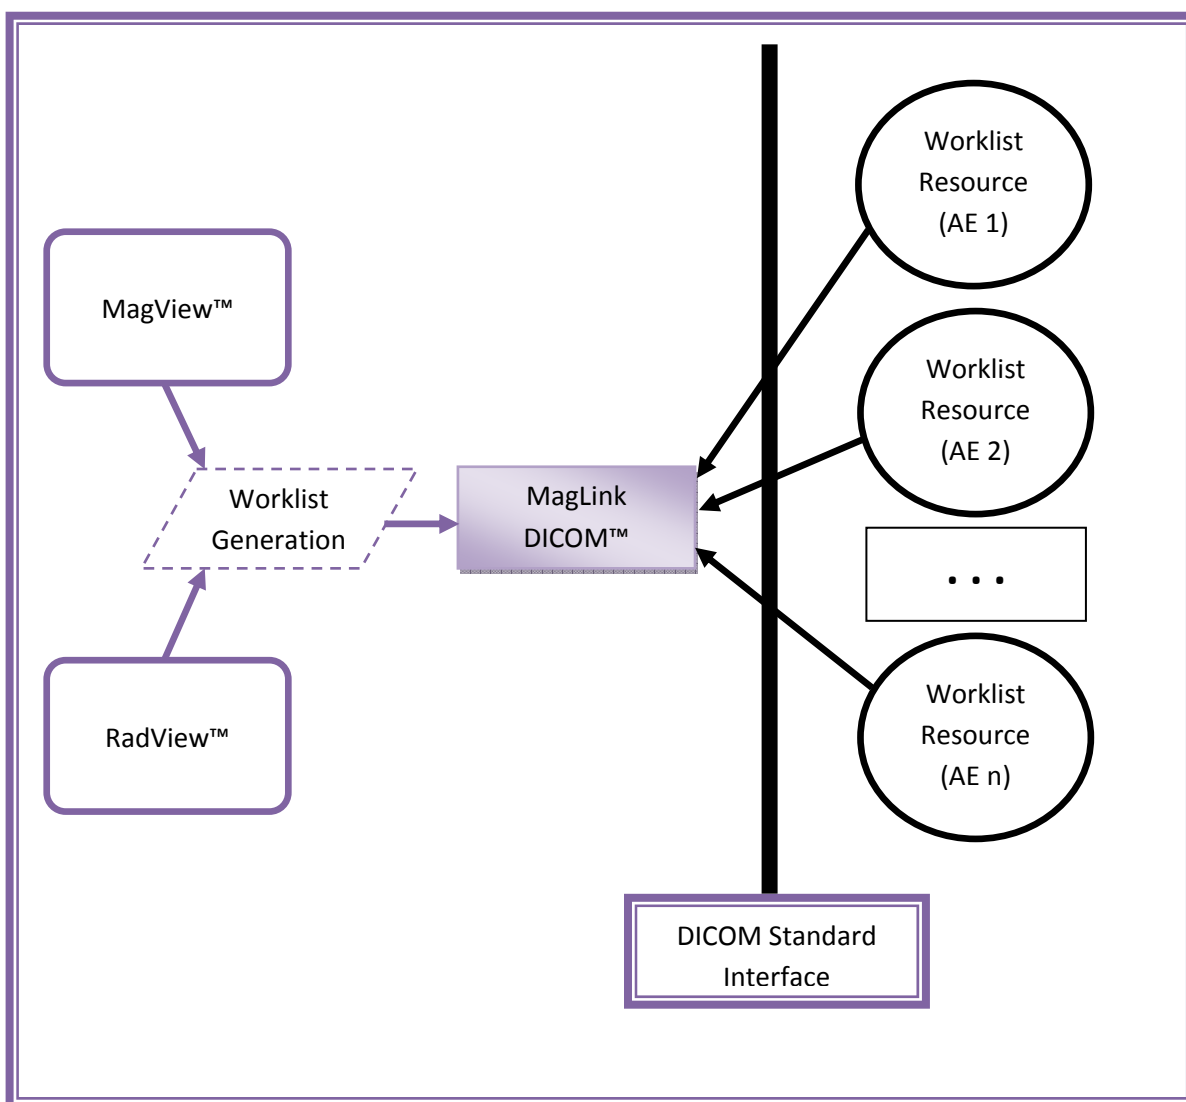 MagView™
RadView™
Worklist
Generation
MagLink
DICOM™
Worklist
Resource
(AE 1)
Worklist
Resource
(AE 2)
. . .
Worklist
Resource
(AE n)
DICOM Standard
Interface